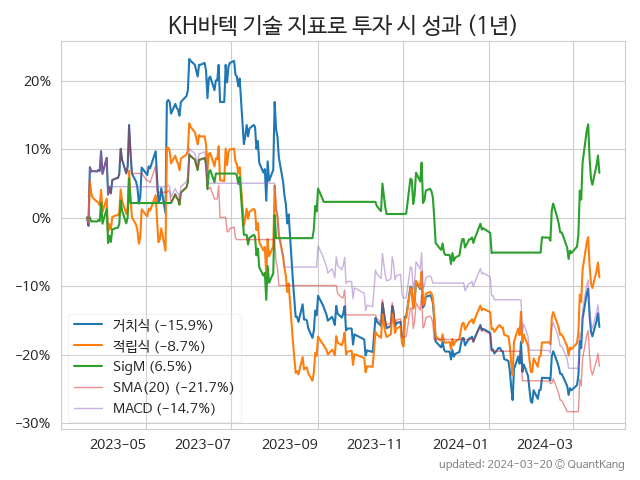 KH바텍 기술 지표로 투자 시 성과 (1년)
20%
10%
0%
−10%
−20%
−30%
거치식 (−15.9%)
적립식 (−8.7%)
SigM (6.5%)
SMA(20) (−21.7%)
MACD (−14.7%)
2023−05 2023−07 2023−09 2023−11 2024−01 2024−03
updated: 2024-03-20 ⓒ QuantKang